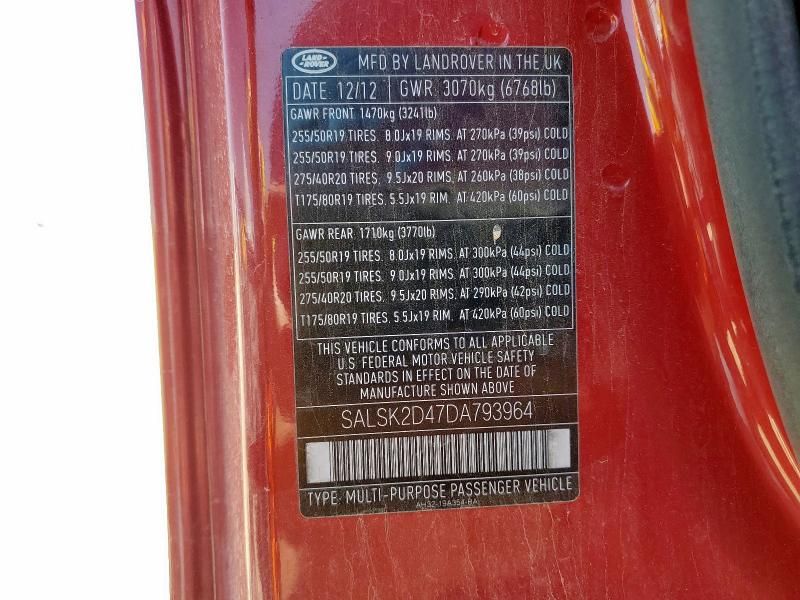 LAND-
ROVER
MFD BY LANDROVER IN THE UK
DATE: 12/12 GWR: 3070kg (6768lb)
GAWR FRONT: 1470kg (3241lb)
255/50R19 TIRES. 8.0Jx19 RIMS. AT 270kPa (39psi) COLD
255/50R19 TIRES. 9.0Jx19 RIMS. AT 270kPa (39psi) COLD
275/40R20 TIRES. 9.5Jx20 RIMS. AT 260kPa (38psi) COLD
T175/80R19 TIRES. 5.5Jx19 RIM. AT 420kPa (60psi) COLD
GAWR REAR: 1710kg (3770lb)
255/50R19 TIRES. 8.0Jx19 RIMS. AT 300kPa (44psi) COLD
255/50R19 TIRES. 9.0Jx19 RIMS. AT 300kPa (44psi) COLD
275/40R20 TIRES. 9.5Jx20 RIMS. AT 290kPa (42psi) COLD
T175/80R19 TIRES. 5.5Jx19 RIM. AT 420kPa (60psi) COLD
THIS VEHICLE CONFORMS TO ALL APPLICABLE
U.S. FEDERAL MOTOR VEHICLE SAFETY
STANDARDS IN EFFECT ON THE DATE OF
MANUFACTURE SHOWN ABOVE
SALSK2D47DA793964
TYPE: MULTI-PURPOSE PASSENGER VEHICLE
AH32-19A354-BA